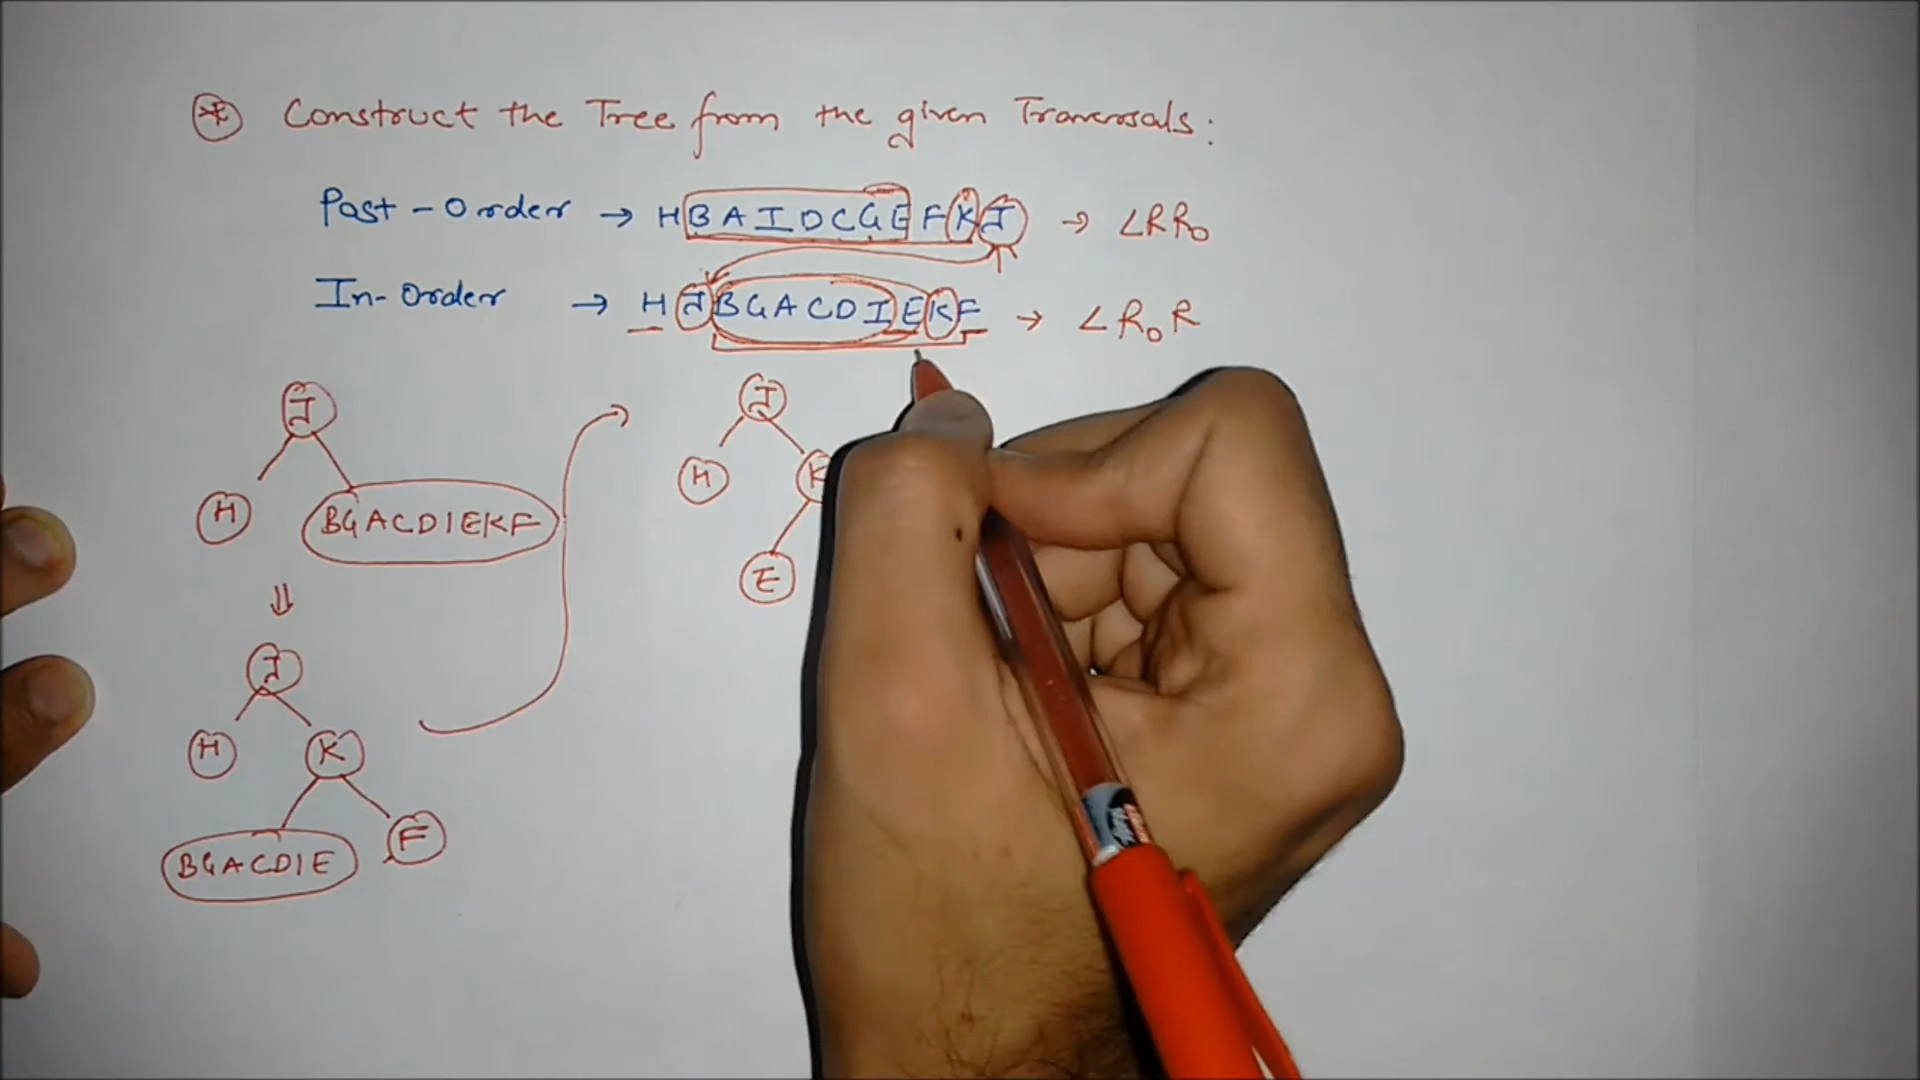 * Construct the Tree from the given Traversals:
Post-Order → HBAIDCGEFKJ → LRR₀
In-Order → HJBGACDIEKF → LR₀R
J
H BGACDIEKF
⇓
J
H K
BGACDIE F
J
H K
E